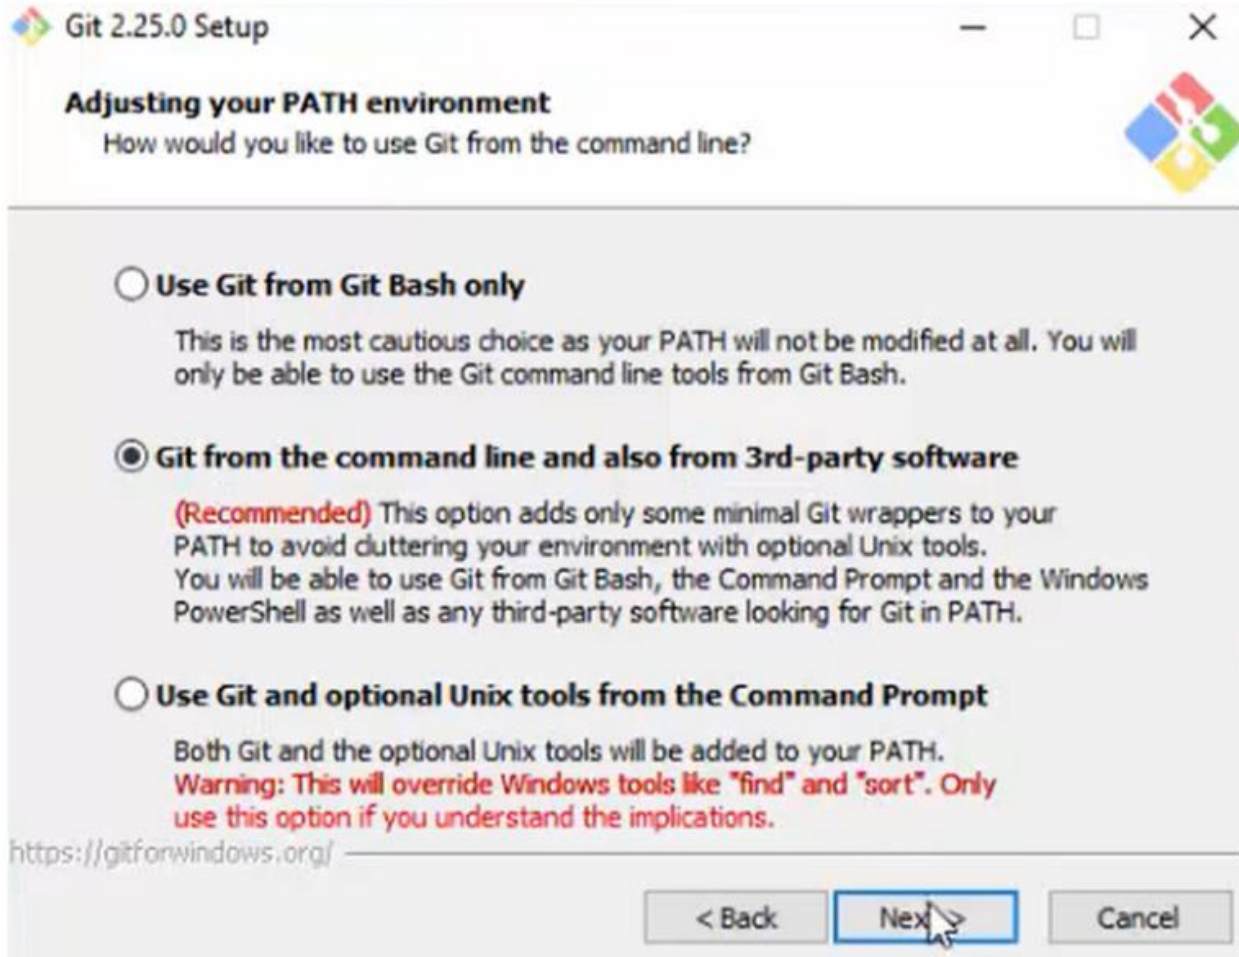 Git 2.25.0 Setup
Adjusting your PATH environment
How would you like to use Git from the command line?
Use Git from Git Bash only
This is the most cautious choice as your PATH will not be modified at all. You will
only be able to use the Git command line tools from Git Bash.
Git from the command line and also from 3rd-party software
(Recommended) This option adds only some minimal Git wrappers to your
PATH to avoid cluttering your environment with optional Unix tools.
You will be able to use Git from Git Bash, the Command Prompt and the Windows
PowerShell as well as any third-party software looking for Git in PATH.
Use Git and optional Unix tools from the Command Prompt
Both Git and the optional Unix tools will be added to your PATH.
Warning: This will override Windows tools like "find" and "sort". Only
use this option if you understand the implications.
https://gitforwindows.org/
< Back
Next >
Cancel